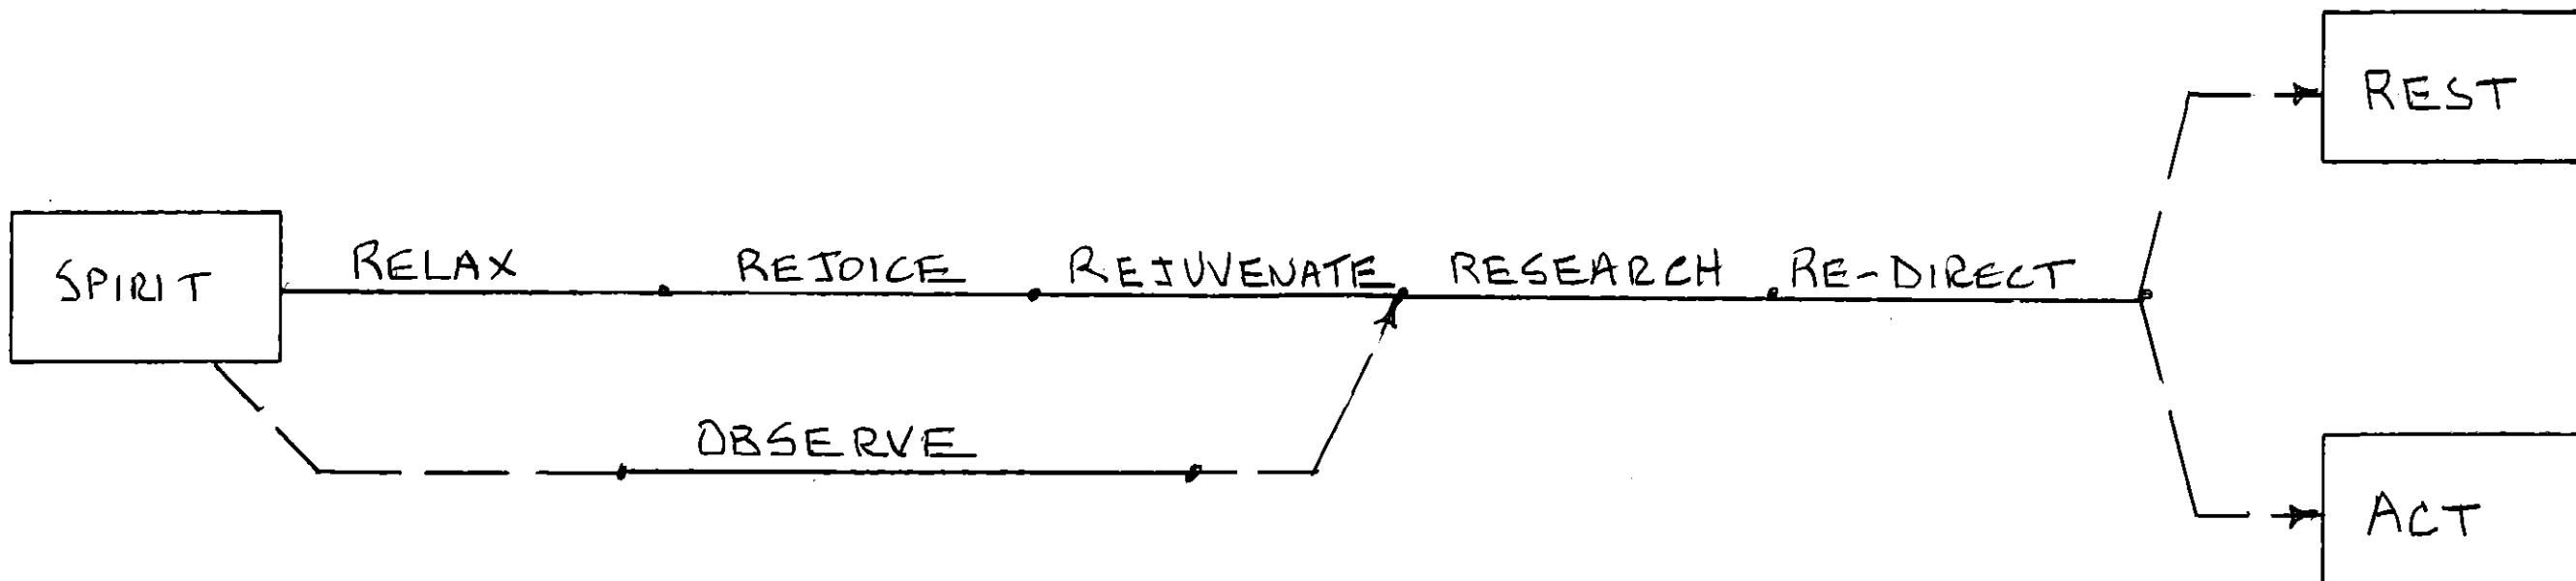 REST
SPIRIT RELAX REJOICE REJUVENATE RESEARCH RE-DIRECT
OBSERVE
ACT